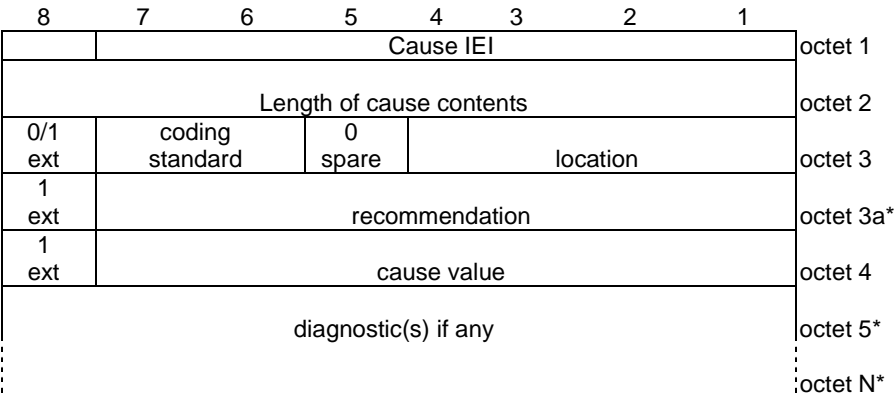 8 7 6 5 4 3 2 1
Cause IEI octet 1
Length of cause contents octet 2
0/1 coding 0
ext standard spare location octet 3
1
ext recommendation octet 3a*
1
ext cause value octet 4
diagnostic(s) if any octet 5*
octet N*